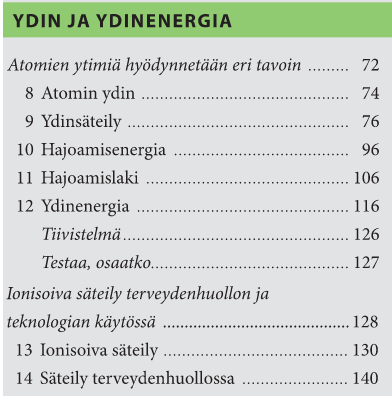 YDIN JA YDINENERGIA
Atomien ytimiä hyödynnetään eri tavoin ......... 72
8 Atomin ydin ............................................ 74
9 Ydinsäteily ............................................... 76
10 Hajoamisenergia ..................................... 96
11 Hajoamislaki ........................................... 106
12 Ydinenergia ............................................. 116
Tiivistelmä ................................................ 126
Testaa, osaatko.......................................... 127
Ionisoiva säteily terveydenhuollon ja
teknologian käytössä ........................................ 128
13 Ionisoiva säteily ....................................... 130
14 Säteily terveydenhuollossa ...................... 140